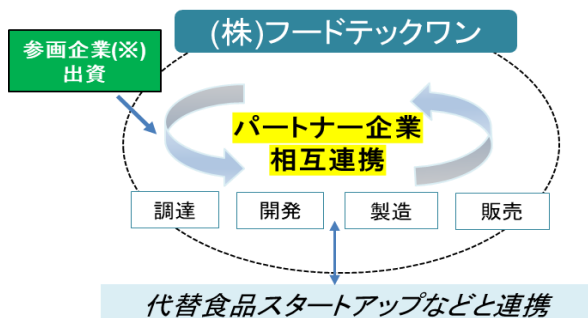 (株)フードテックワン
参画企業(※)
出資
パートナー企業
相互連携
調達
開発
製造
販売
代替食品スタートアップなどと連携